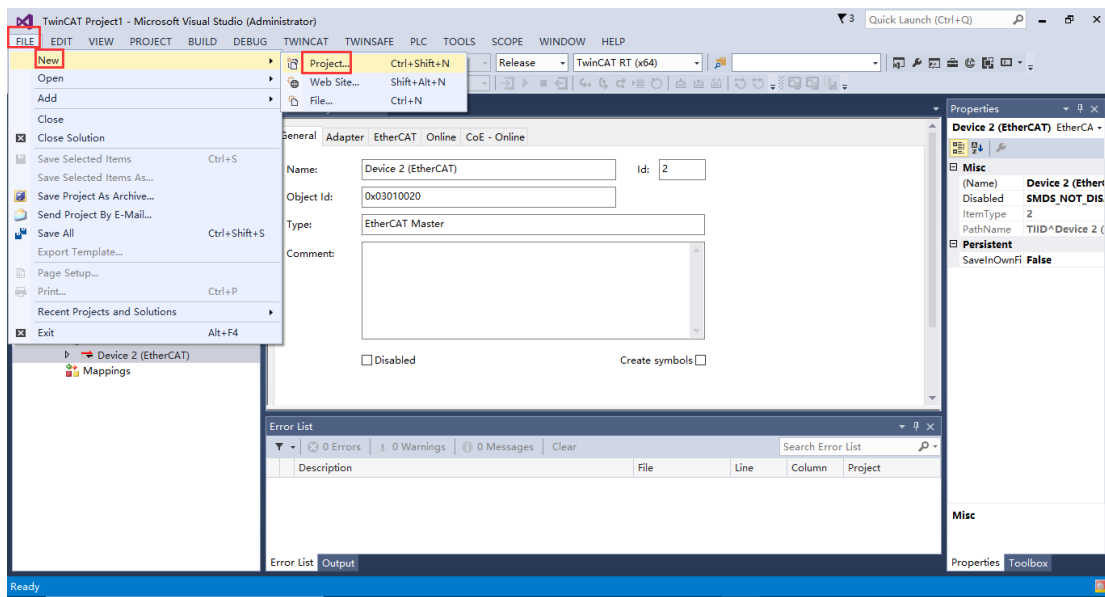 TwinCAT Project1 - Microsoft Visual Studio (Administrator)
3
Quick Launch (Ctrl+Q)
FILE EDIT VIEW PROJECT BUILD DEBUG TWINCAT TWINSAFE PLC TOOLS SCOPE WINDOW HELP
New
Project... Ctrl+Shift+N
Release
TwinCAT RT (x64)
Open
Web Site... Shift+Alt+N
Add
File... Ctrl+N
Close
Close Solution
Save Selected Items Ctrl+S
Save Selected Items As...
Save Project As Archive...
Send Project By E-Mail...
Save All Ctrl+Shift+S
Export Template...
Page Setup...
Print... Ctrl+P
Recent Projects and Solutions
Exit Alt+F4
Device 2 (EtherCAT)
Mappings
General Adapter EtherCAT Online CoE - Online
Name: Device 2 (EtherCAT) Id: 2
Object Id: 0x03010020
Type: EtherCAT Master
Comment:
Disabled Create symbols
Error List
0 Errors 0 Warnings 0 Messages Clear
Search Error List
Description File Line Column Project
Error List Output
Properties
Device 2 (EtherCAT) EtherCA
Misc
(Name) Device 2 (Ether
Disabled SMDS_NOT_DIS
ItemType 2
PathName TIID^Device 2 (
Persistent
SaveInOwnFi False
Misc
Properties Toolbox
Ready